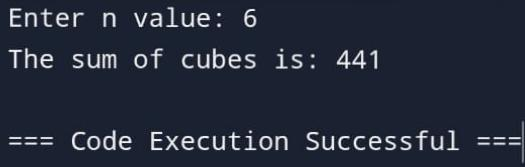 Enter n value: 6
The sum of cubes is: 441
=== Code Execution Successful ===